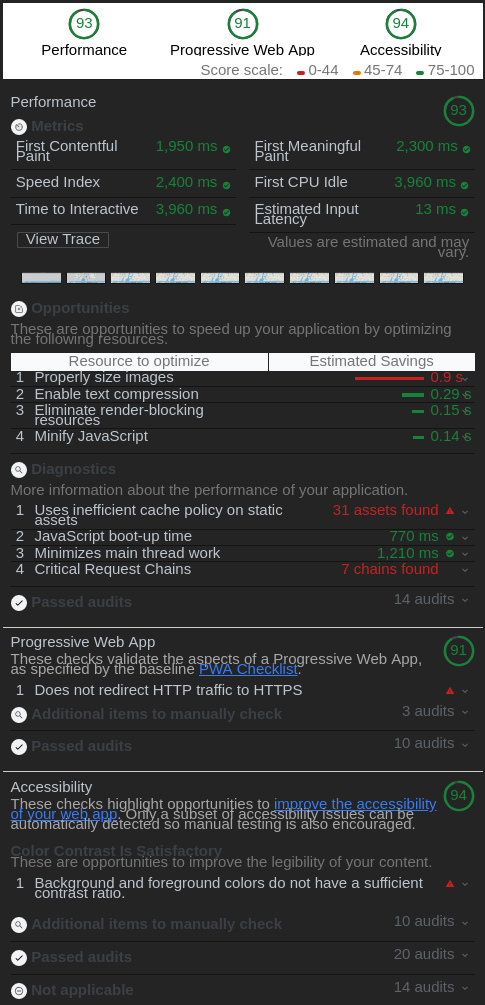 93
91
94
Performance
Progressive Web App
Accessibility
Score scale: 0-44 45-74 75-100
Performance
93
Metrics
First Contentful
Paint
1,950 ms
First Meaningful
Paint
2,300 ms
Speed Index
2,400 ms
First CPU Idle
3,960 ms
Time to Interactive
3,960 ms
Estimated Input
Latency
13 ms
View Trace
Values are estimated and may
vary.
Opportunities
These are opportunities to speed up your application by optimizing
the following resources.
Resource to optimize
Estimated Savings
1 Properly size images 0.9 s
2 Enable text compression 0.29 s
3 Eliminate render-blocking
resources
0.15 s
4 Minify JavaScript 0.14 s
Diagnostics
More information about the performance of your application.
1 Uses inefficient cache policy on static
assets
31 assets found
2 JavaScript boot-up time 770 ms
3 Minimizes main thread work 1,210 ms
4 Critical Request Chains 7 chains found
Passed audits 14 audits
Progressive Web App
91
These checks validate the aspects of a Progressive Web App,
as specified by the baseline PWA Checklist.
1 Does not redirect HTTP traffic to HTTPS
Additional items to manually check 3 audits
Passed audits 10 audits
Accessibility
94
These checks highlight opportunities to improve the accessibility
of your web app. Only a subset of accessibility issues can be
automatically detected so manual testing is also encouraged.
Color Contrast Is Satisfactory
These are opportunities to improve the legibility of your content.
1 Background and foreground colors do not have a sufficient
contrast ratio.
Additional items to manually check 10 audits
Passed audits 20 audits
Not applicable 14 audits